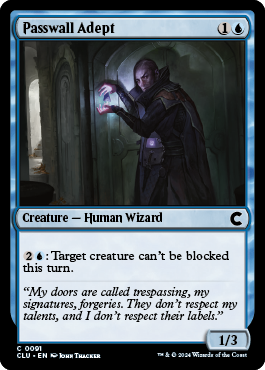 Passwall Adept 1
Creature — Human Wizard
2 : Target creature can't be blocked
this turn.
"My doors are called trespassing, my
signatures, forgeries. They don't respect my
talents, and I don't respect their labels."
1/3
C 0091
CLU • EN John Thacker
™ & © 2024 Wizards of the Coast